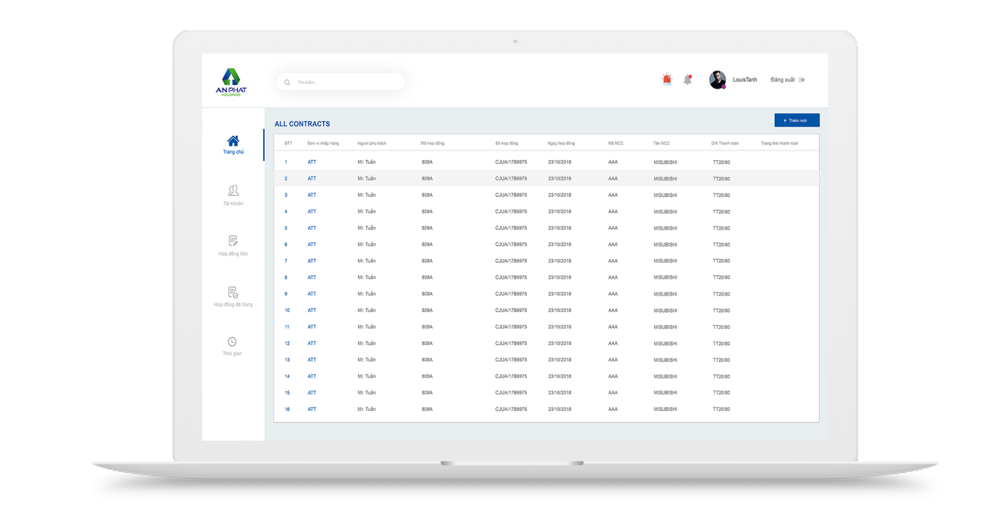 AN PHAT
HOLDINGS
Tìm kiếm...
LouisTanh
Đăng xuất
Trang chủ
Tài khoản
Hợp đồng Mới
Hợp đồng đã Xong
Thời gian
ALL CONTRACTS
+ Thêm mới
STT Đơn vị nhập hàng Người phụ trách Mã hợp đồng Số hợp đồng Ngày hợp đồng Mã NCC Tên NCC D/K Thanh toán Trạng thái thanh toán
1 ATT Mr. Tuấn 808A CJUA/17B6975 23/10/2018 AAA MISUBISHI TT20/80
2 ATT Mr. Tuấn 808A CJUA/17B6975 23/10/2018 AAA MISUBISHI TT20/80
3 ATT Mr. Tuấn 808A CJUA/17B6975 23/10/2018 AAA MISUBISHI TT20/80
4 ATT Mr. Tuấn 808A CJUA/17B6975 23/10/2018 AAA MISUBISHI TT20/80
5 ATT Mr. Tuấn 808A CJUA/17B6975 23/10/2018 AAA MISUBISHI TT20/80
6 ATT Mr. Tuấn 808A CJUA/17B6975 23/10/2018 AAA MISUBISHI TT20/80
7 ATT Mr. Tuấn 808A CJUA/17B6975 23/10/2018 AAA MISUBISHI TT20/80
8 ATT Mr. Tuấn 808A CJUA/17B6975 23/10/2018 AAA MISUBISHI TT20/80
9 ATT Mr. Tuấn 808A CJUA/17B6975 23/10/2018 AAA MISUBISHI TT20/80
10 ATT Mr. Tuấn 808A CJUA/17B6975 23/10/2018 AAA MISUBISHI TT20/80
11 ATT Mr. Tuấn 808A CJUA/17B6975 23/10/2018 AAA MISUBISHI TT20/80
12 ATT Mr. Tuấn 808A CJUA/17B6975 23/10/2018 AAA MISUBISHI TT20/80
13 ATT Mr. Tuấn 808A CJUA/17B6975 23/10/2018 AAA MISUBISHI TT20/80
14 ATT Mr. Tuấn 808A CJUA/17B6975 23/10/2018 AAA MISUBISHI TT20/80
15 ATT Mr. Tuấn 808A CJUA/17B6975 23/10/2018 AAA MISUBISHI TT20/80
16 ATT Mr. Tuấn 808A CJUA/17B6975 23/10/2018 AAA MISUBISHI TT20/80